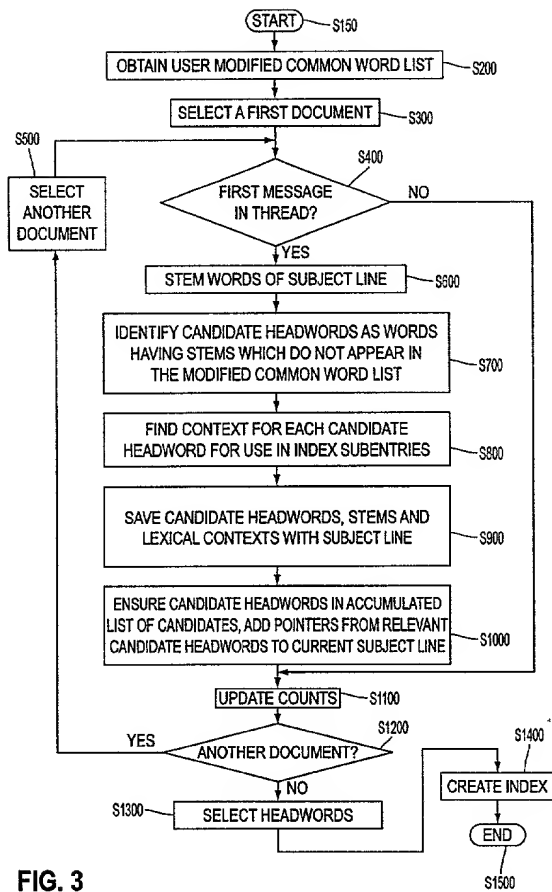 START
S150
OBTAIN USER MODIFIED COMMON WORD LIST
S200
SELECT A FIRST DOCUMENT
S300
S500
SELECT
ANOTHER
DOCUMENT
S400
FIRST MESSAGE
IN THREAD?
NO
YES
STEM WORDS OF SUBJECT LINE
S600
IDENTIFY CANDIDATE HEADWORDS AS WORDS
HAVING STEMS WHICH DO NOT APPEAR IN
THE MODIFIED COMMON WORD LIST
S700
FIND CONTEXT FOR EACH CANDIDATE
HEADWORD FOR USE IN INDEX SUBENTRIES
S800
SAVE CANDIDATE HEADWORDS, STEMS AND
LEXICAL CONTEXTS WITH SUBJECT LINE
S900
ENSURE CANDIDATE HEADWORDS IN ACCUMULATED
LIST OF CANDIDATES, ADD POINTERS FROM RELEVANT
CANDIDATE HEADWORDS TO CURRENT SUBJECT LINE
S1000
UPDATE COUNTS
S1100
YES
ANOTHER DOCUMENT?
S1200
NO
S1300
SELECT HEADWORDS
S1400
CREATE INDEX
END
S1500
FIG. 3